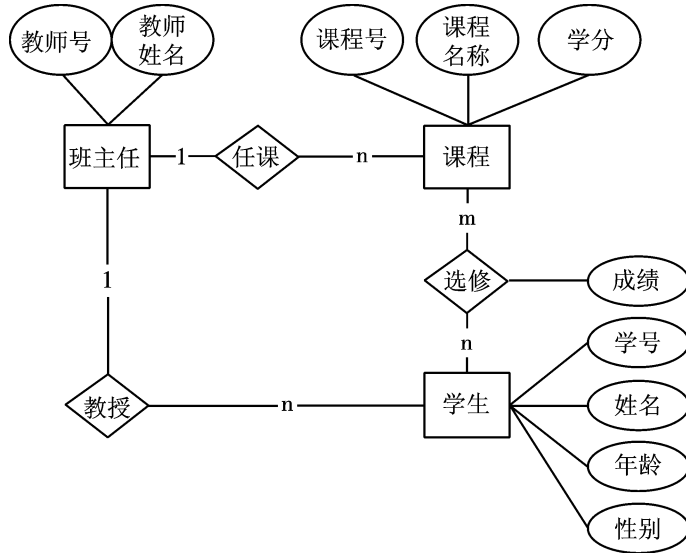 教师号
教师
姓名
课程号
课程
名称
学分
班主任
1
任课
n
课程
m
1
选修
成绩
n
学号
教授
n
学生
姓名
年龄
性别